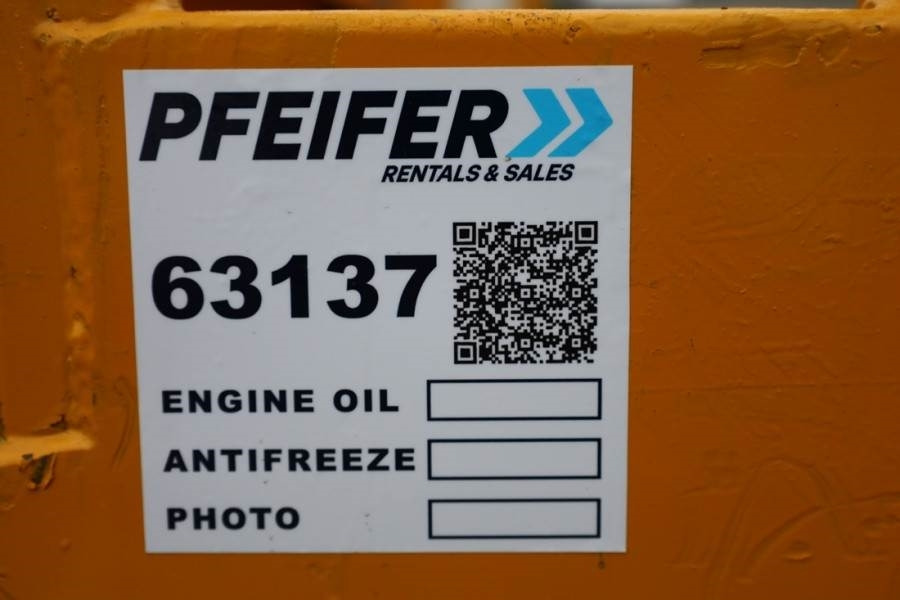 PFEIFER
RENTALS & SALES
63137
ENGINE OIL
ANTIFREEZE
PHOTO